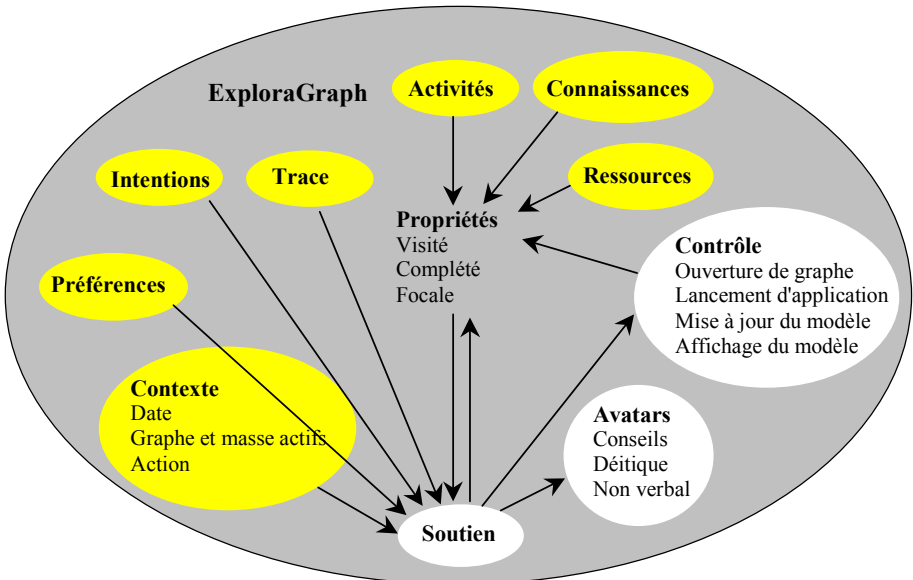 ExploraGraph
Activités
Connaissances
Intentions
Trace
Ressources
Propriétés
Visité
Complété
Focale
Contrôle
Ouverture de graphe
Lancement d'application
Mise à jour du modèle
Affichage du modèle
Préférences
Contexte
Date
Graphe et masse actifs
Action
Avatars
Conseils
Déitique
Non verbal
Soutien